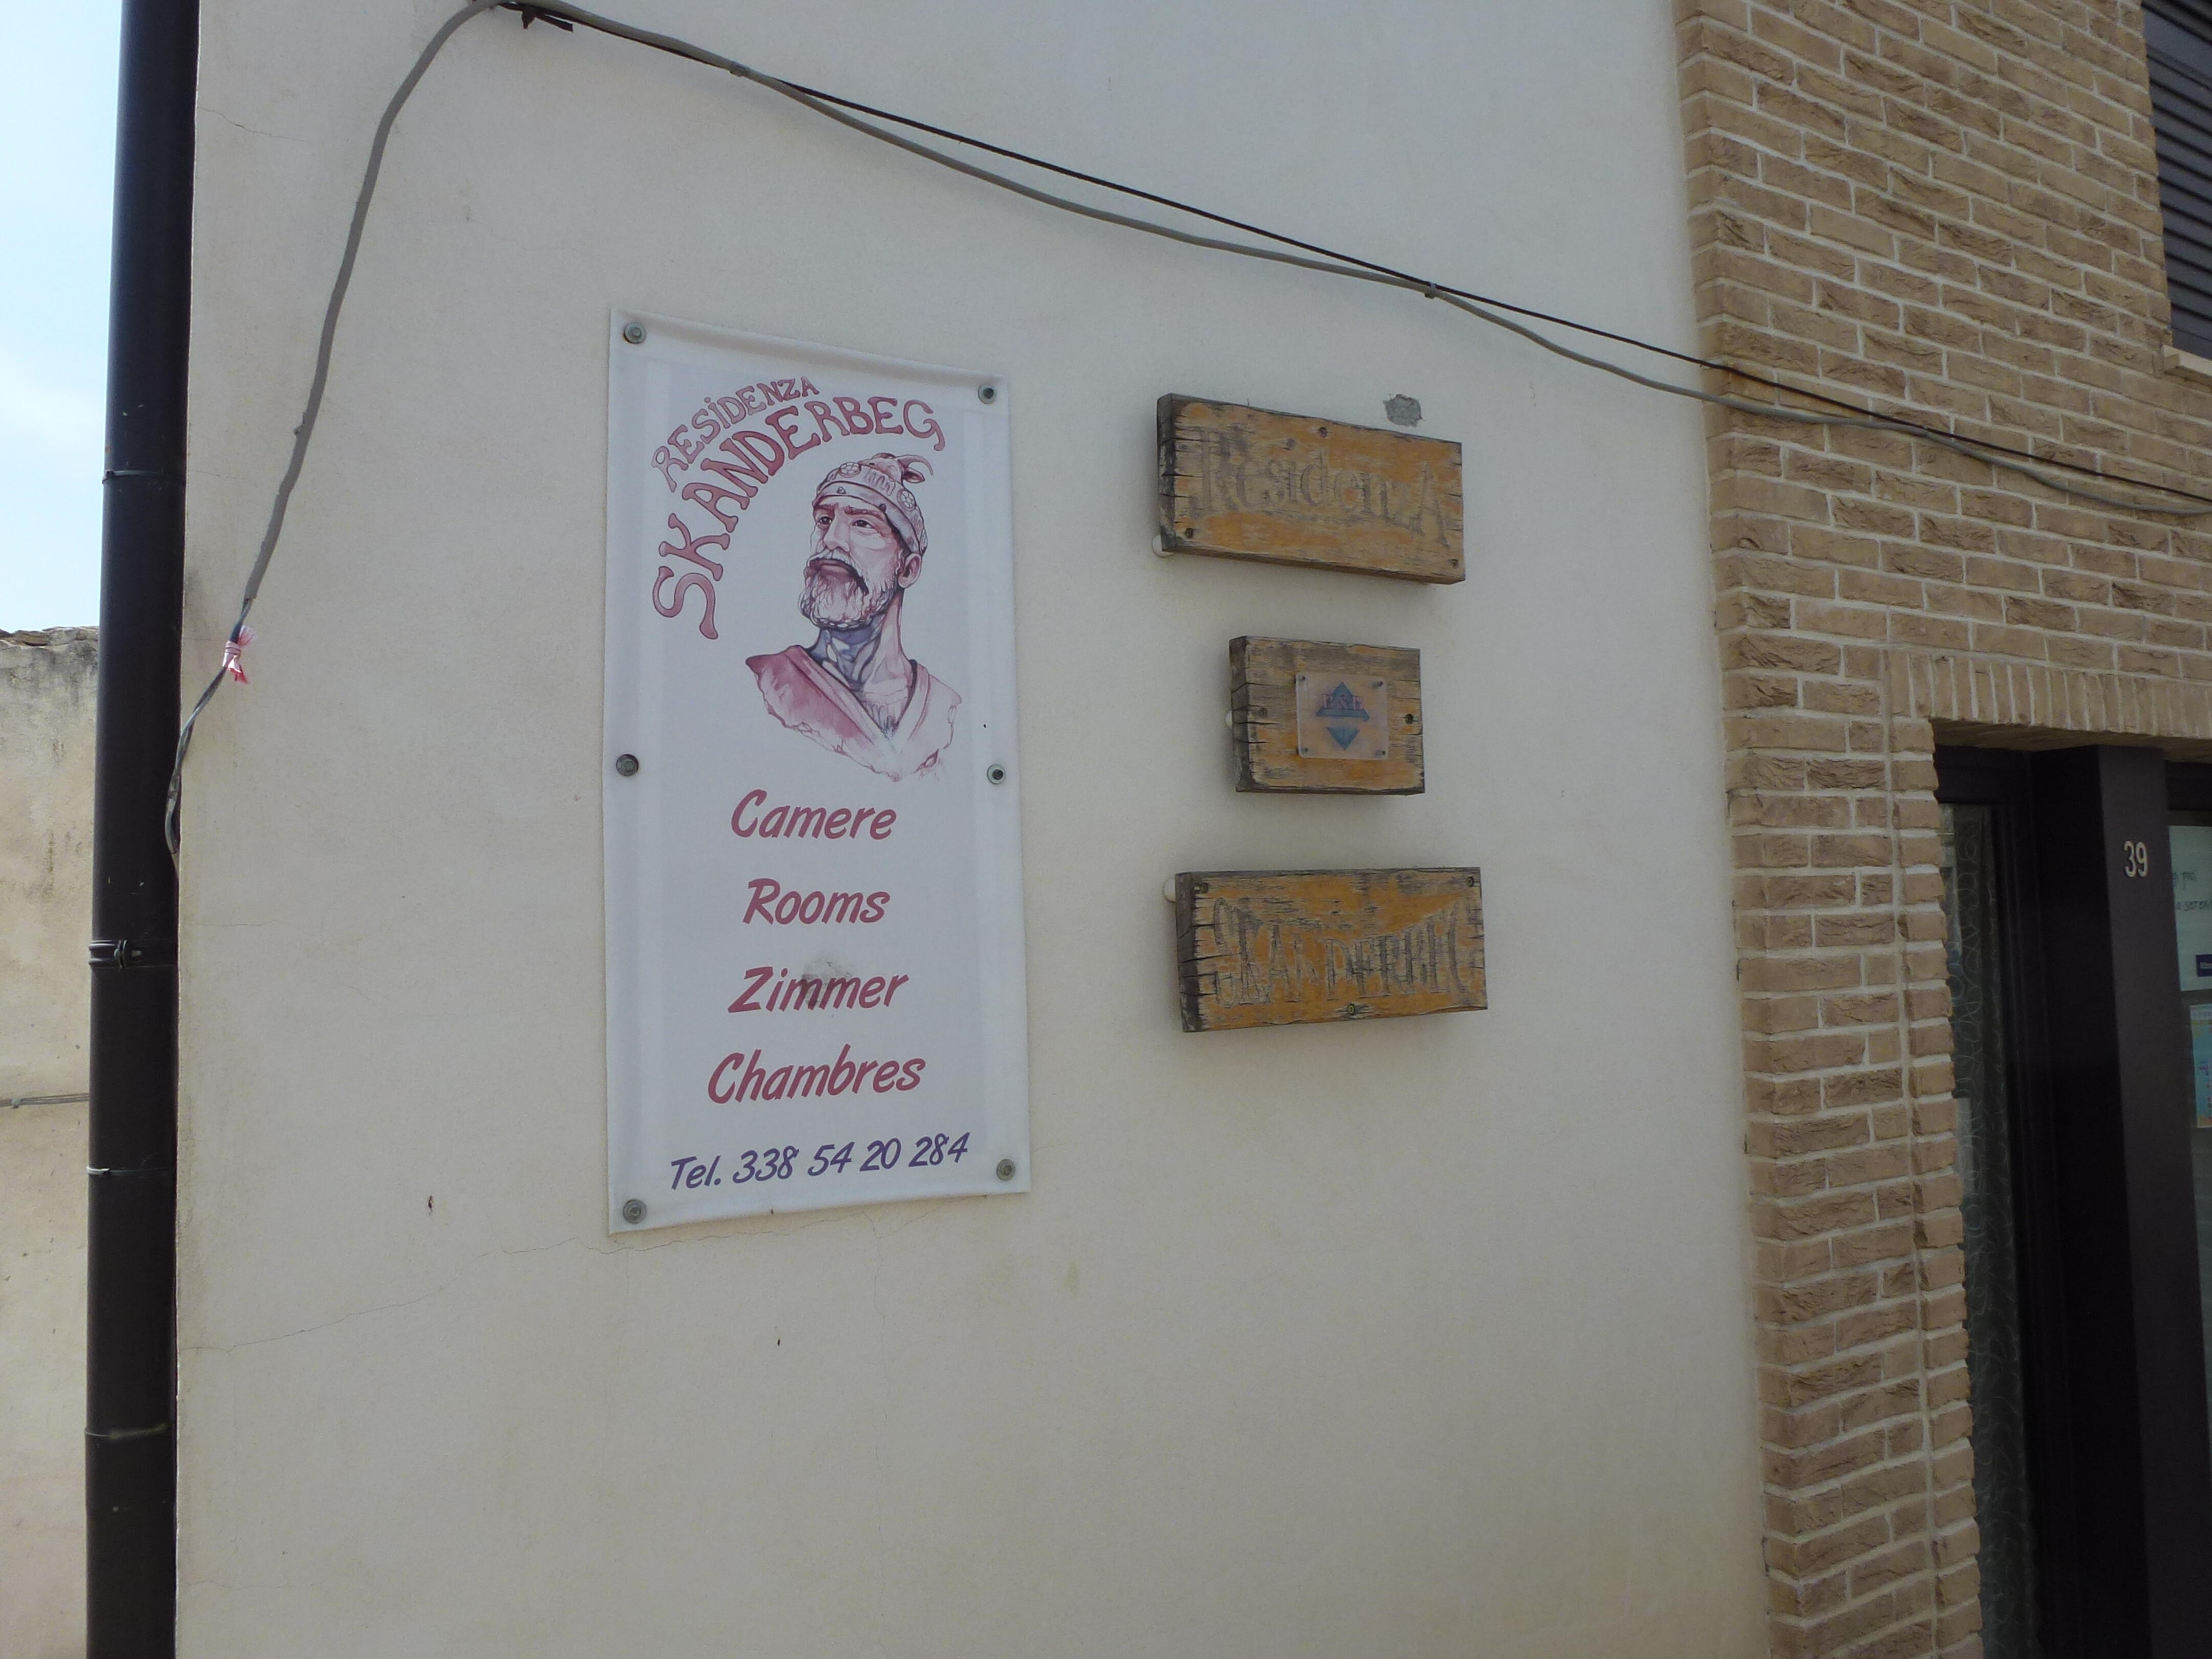 RESIDENZA
SKANDERBEG
Camere
Rooms
Zimmer
Chambres
Tel. 338 54 20 284
ResidenzA
B&B
SKANDERBEG
39